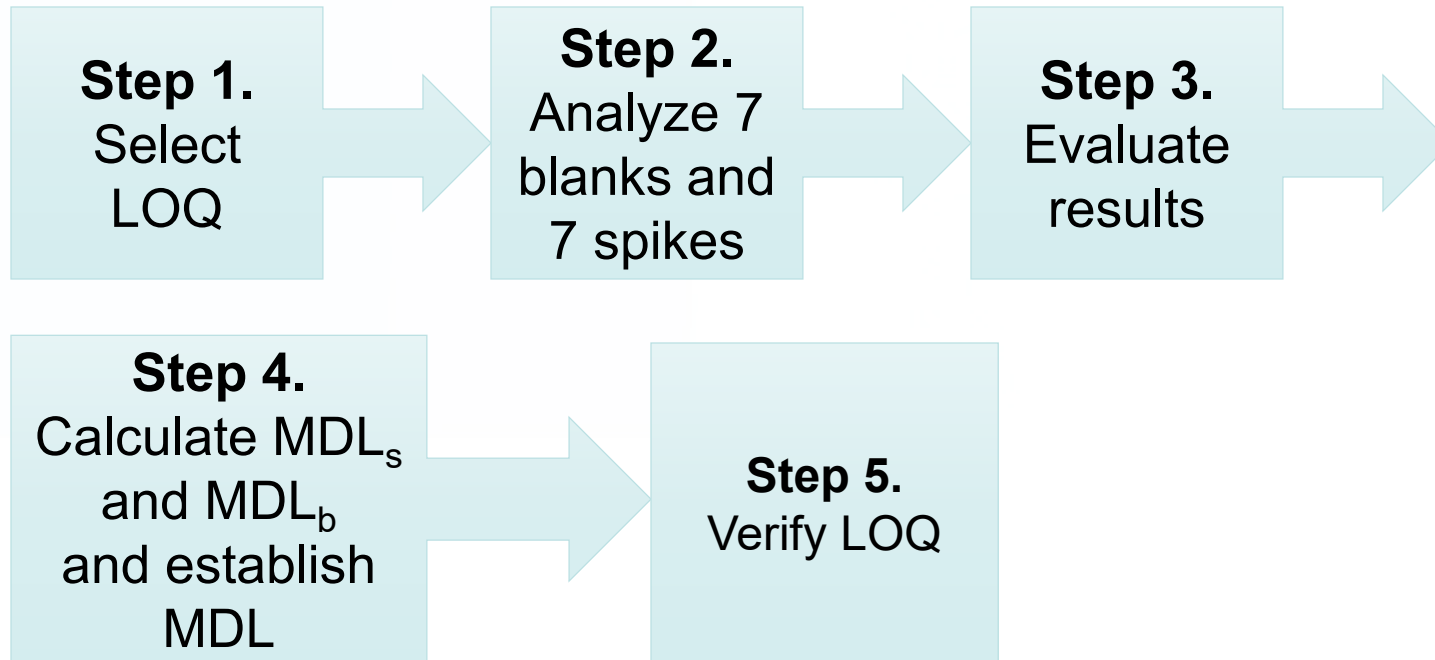 Step 1.
Select
LOQ
Step 2.
Analyze 7
blanks and
7 spikes
Step 3.
Evaluate
results
Step 4.
Calculate MDLs
and MDLb
and establish
MDL
Step 5.
Verify LOQ